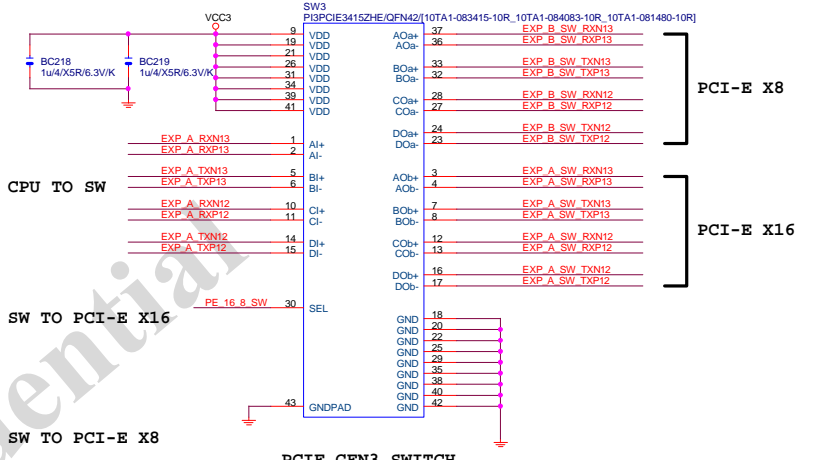 SW3
VCC3
PI3PCIE3415ZHE/QFN42/[10TA1-083415-10R_10TA1-084083-10R_10TA1-081480-10R]
BC218
1u/4/X5R/6.3V/K
BC219
1u/4/X5R/6.3V/K
9 VDD
19 VDD
21 VDD
26 VDD
31 VDD
34 VDD
39 VDD
41 VDD
AOa+ 37 EXP_B_SW_RXN13
AOa- 36 EXP_B_SW_RXP13
BOa+ 33 EXP_B_SW_TXN13
BOa- 32 EXP_B_SW_TXP13
COa+ 28 EXP_B_SW_RXN12
COa- 27 EXP_B_SW_RXP12
DOa+ 24 EXP_B_SW_TXN12
DOa- 23 EXP_B_SW_TXP12
PCI-E X8
EXP_A_RXN13 1 AI+
EXP_A_RXP13 2 AI-
EXP_A_TXN13 5 BI+
EXP_A_TXP13 6 BI-
EXP_A_RXN12 10 CI+
EXP_A_RXP12 11 CI-
EXP_A_TXN12 14 DI+
EXP_A_TXP12 15 DI-
CPU TO SW
AOb+ 3 EXP_A_SW_RXN13
AOb- 4 EXP_A_SW_RXP13
BOb+ 7 EXP_A_SW_TXN13
BOb- 8 EXP_A_SW_TXP13
COb+ 12 EXP_A_SW_RXN12
COb- 13 EXP_A_SW_RXP12
DOb+ 16 EXP_A_SW_TXN12
DOb- 17 EXP_A_SW_TXP12
PCI-E X16
PE_16_8_SW 30 SEL
SW TO PCI-E X16
GND 18
GND 20
GND 22
GND 25
GND 29
GND 35
GND 38
GND 40
GND 42
43 GNDPAD
SW TO PCI-E X8
PCIE GEN3 SWITCH
ential